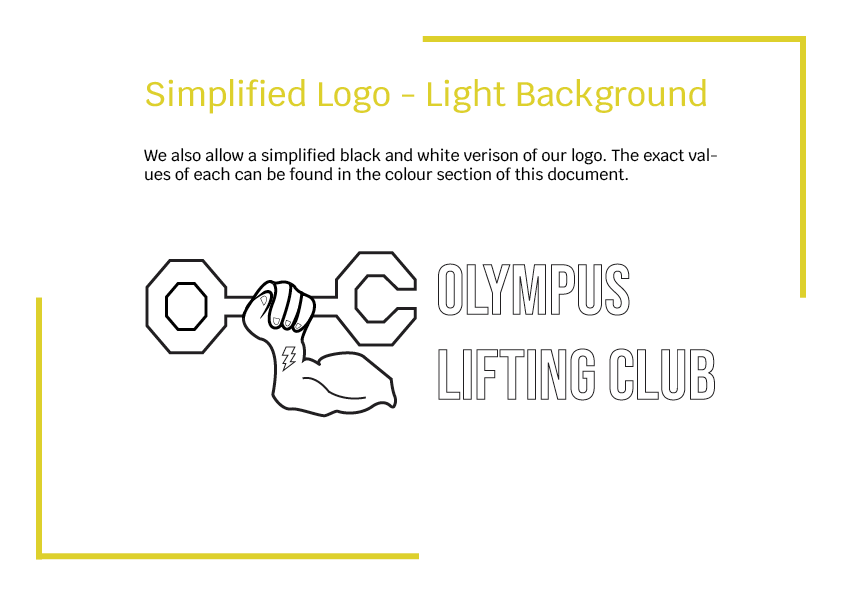 Simplified Logo - Light Background
We also allow a simplified black and white verison of our logo. The exact val-
ues of each can be found in the colour section of this document.
OLYMPUS
LIFTING CLUB